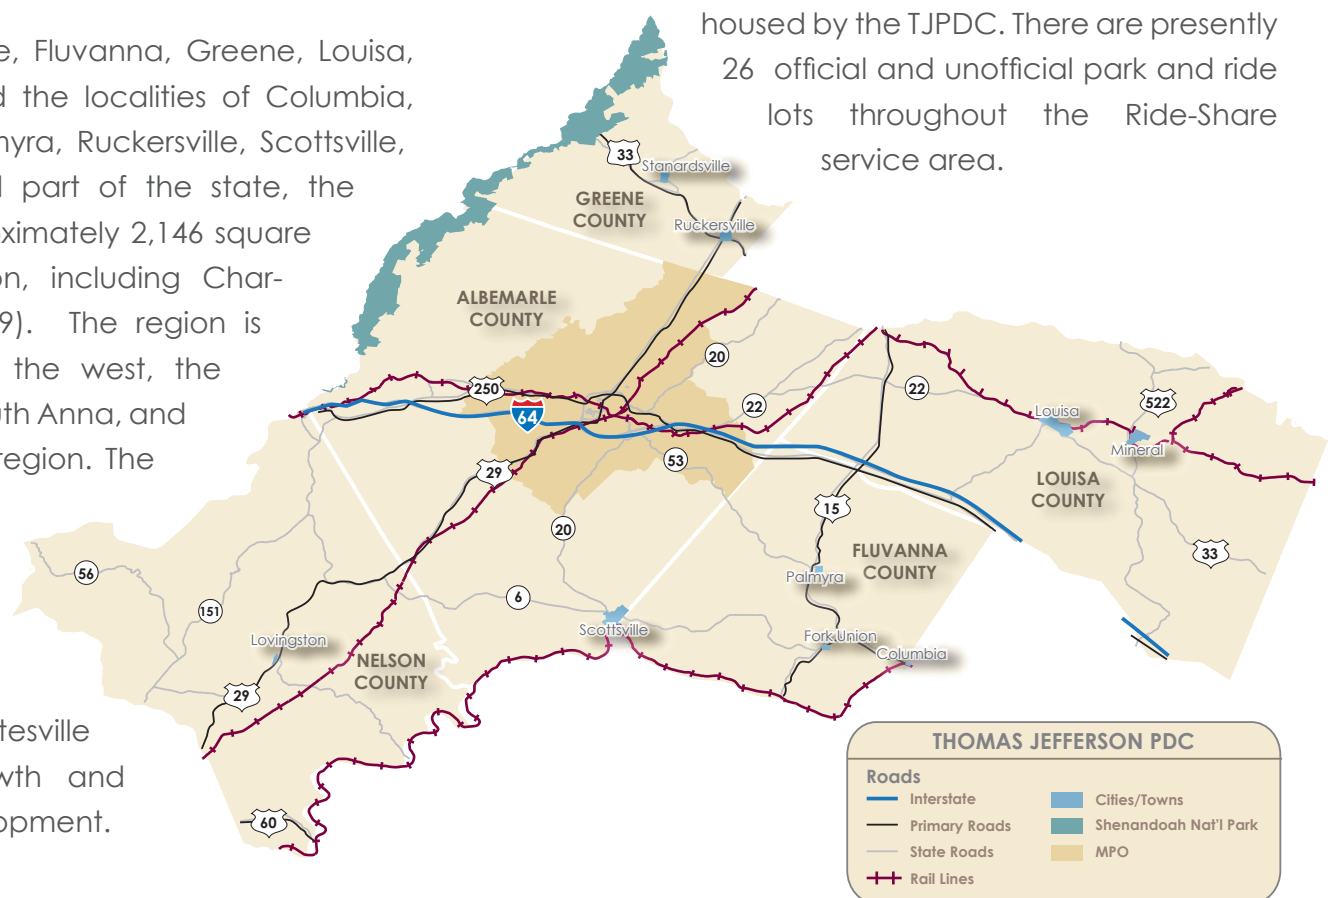 e, Fluvanna, Greene, Louisa,
d the localities of Columbia,
myra, Ruckersville, Scottsville,
l part of the state, the
oximately 2,146 square
on, including Char-
9). The region is
the west, the
uth Anna, and
region. The
tesville
wth and
opment.
housed by the TJPDC. There are presently
26 official and unofficial park and ride
lots throughout the Ride-Share
service area.
33
Stanardsville
GREENE
COUNTY
Ruckersville
ALBEMARLE
COUNTY
20
250
22
22
64
522
Louisa
Mineral
53
29
LOUISA
COUNTY
15
20
FLUVANNA
COUNTY
33
56
Palmyra
6
151
Scottsville
Fork Union
Lovingston
Columbia
NELSON
COUNTY
29
60
THOMAS JEFFERSON PDC
Roads
Interstate
Primary Roads
State Roads
Rail Lines
Cities/Towns
Shenandoah Nat'l Park
MPO